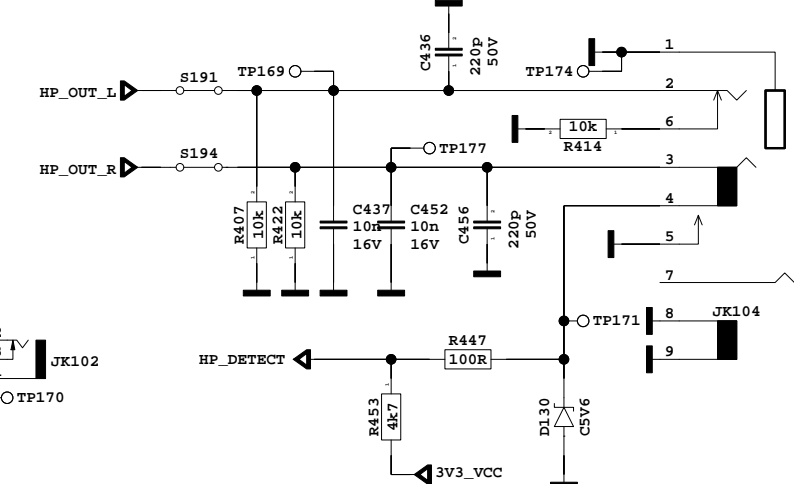 C436
220p
50V
1
TP174
S191
TP169
2
HP_OUT_L
6
10k
R414
TP177
S194
3
HP_OUT_R
4
R407
10k
R422
10k
C437
10n
16V
C452
10n
16V
C456
220p
50V
5
7
8
JK104
TP171
9
R447
HP_DETECT
100R
JK102
TP170
R453
4k7
D130
C5V6
3V3_VCC